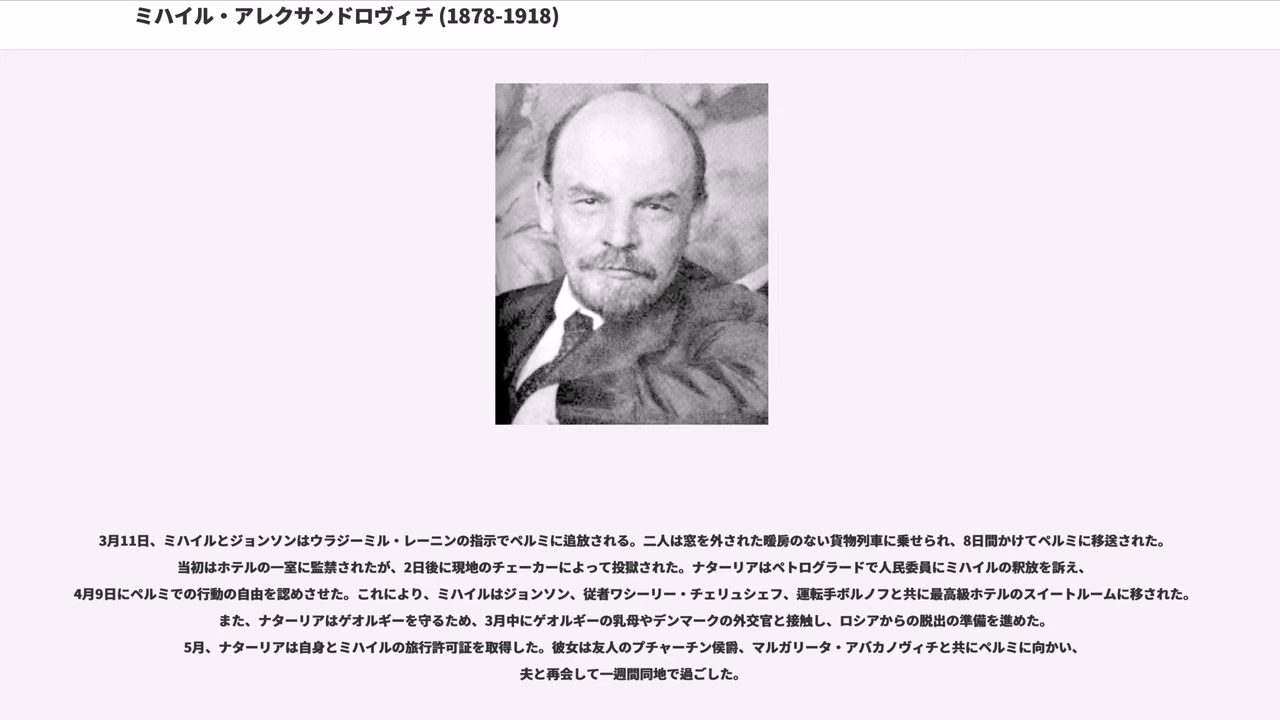 ミハイル・アレクサンドロヴィチ (1878-1918)
3月11日、ミハイルとジョンソンはウラジーミル・レーニンの指示でペルミに追放される。二人は窓を外された暖房のない貨物列車に乗せられ、8日間かけてペルミに移送された。
当初はホテルの一室に監禁されたが、2日後に現地のチェーカーによって投獄された。ナターリアはペトログラードで人民委員にミハイルの釈放を訴え、
4月9日にペルミでの行動の自由を認めさせた。これにより、ミハイルはジョンソン、従者ワシーリー・チェリュシェフ、運転手ボルノフと共に最高級ホテルのスイートルームに移された。
また、ナターリアはゲオルギーを守るため、3月中にゲオルギーの乳母やデンマークの外交官と接触し、ロシアからの脱出の準備を進めた。
5月、ナターリアは自身とミハイルの旅行許可証を取得した。彼女は友人のプチャーチン侯爵、マルガリータ・アバカノヴィチと共にペルミに向かい、
夫と再会して一週間同地で過ごした。